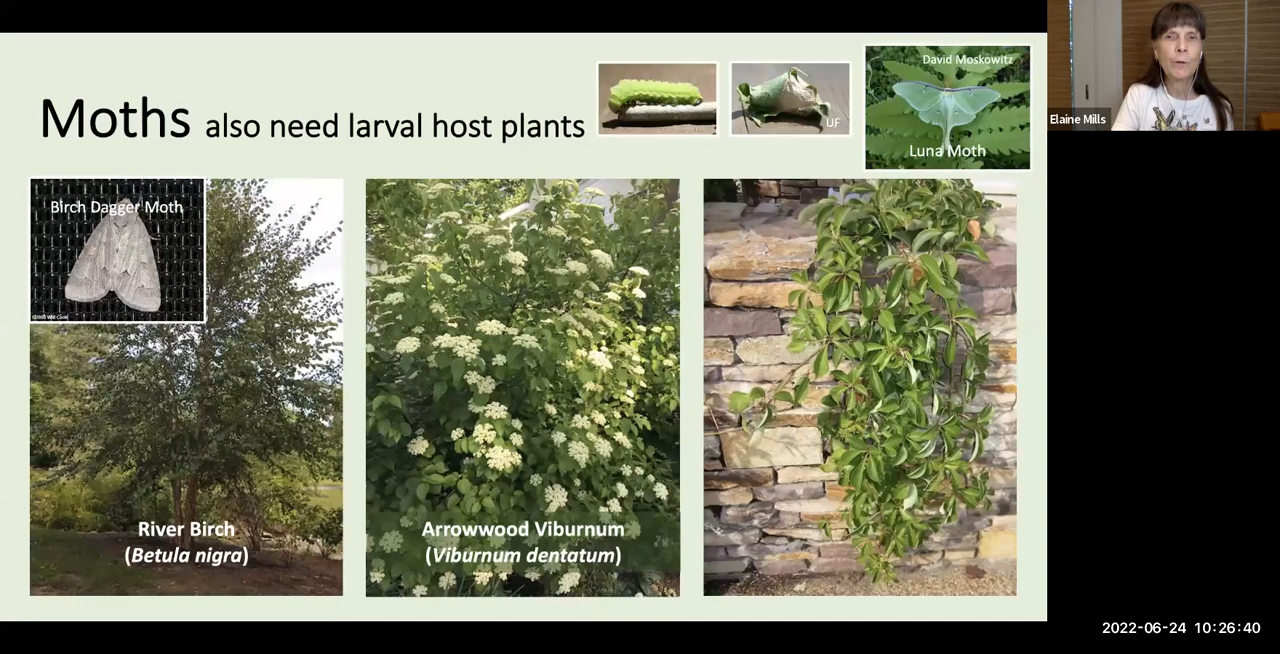 Moths also need larval host plants
UF
David Moskowitz
Luna Moth
Elaine Mills
Birch Dagger Moth
River Birch
(Betula nigra)
Arrowwood Viburnum
(Viburnum dentatum)
2022-06-24 10:26:40